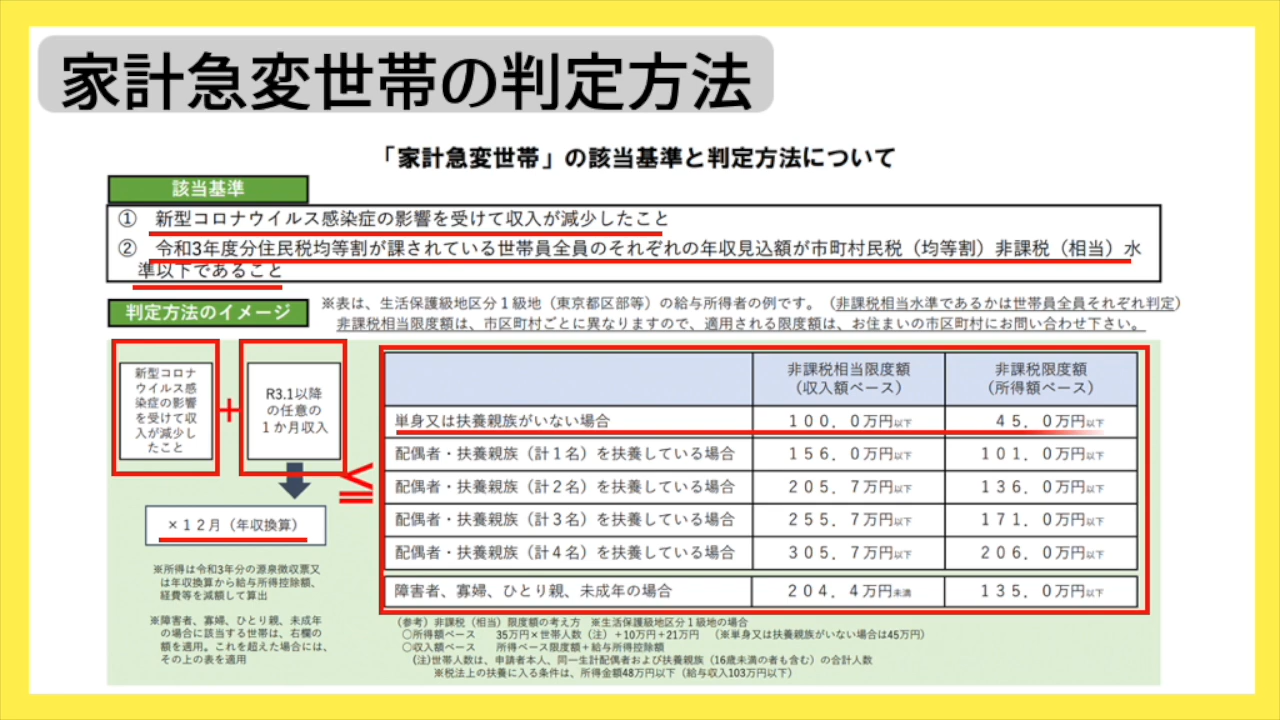 家計急変世帯の判定方法
「家計急変世帯」の該当基準と判定方法について
該当基準
① 新型コロナウイルス感染症の影響を受けて収入が減少したこと
② 令和3年度分住民税均等割が課されている世帯員全員のそれぞれの年収見込額が市町村民税（均等割）非課税（相当）水
準以下であること
判定方法のイメージ
※表は、生活保護級地区分１級地（東京都区部等）の給与所得者の例です。（非課税相当水準であるかは世帯員全員それぞれ判定）
非課税相当限度額は、市区町村ごとに異なりますので、適用される限度額は、お住まいの市区町村にお問い合わせ下さい。
新型コロナ
ウイルス感
染症の影響
を受けて収
入が減少し
たこと
+
R3.1以降
の任意の
１か月収入
≦
×１２月（年収換算）
※所得は令和3年分の源泉徴収票又
は年収換算から給与所得控除額、
経費等を減額して算出
※障害者、寡婦、ひとり親、未成年
の場合に該当する世帯は、右欄の
額を適用。これを超えた場合には、
その上の表を適用
非課税相当限度額
（収入額ベース）
非課税限度額
（所得額ベース）
単身又は扶養親族がいない場合 １００．０万円以下 ４５．０万円以下
配偶者・扶養親族（計１名）を扶養している場合 １５６．０万円以下 １０１．０万円以下
配偶者・扶養親族（計２名）を扶養している場合 ２０５．７万円以下 １３６．０万円以下
配偶者・扶養親族（計３名）を扶養している場合 ２５５．７万円以下 １７１．０万円以下
配偶者・扶養親族（計４名）を扶養している場合 ３０５．７万円以下 ２０６．０万円以下
障害者、寡婦、ひとり親、未成年の場合 ２０４．４万円未満 １３５．０万円以下
（参考）非課税（相当）限度額の考え方 ※生活保護級地区分１級地の場合
○所得額ベース 35万円×世帯人数（注）＋10万円＋21万円 （※単身又は扶養親族がいない場合は45万円）
○収入額ベース 所得ベース限度額＋給与所得控除額
（注）世帯人数は、申請者本人、同一生計配偶者および扶養親族（16歳未満の者も含む）の合計人数
※税法上の扶養に入る条件は、所得金額48万円以下（給与収入103万円以下）